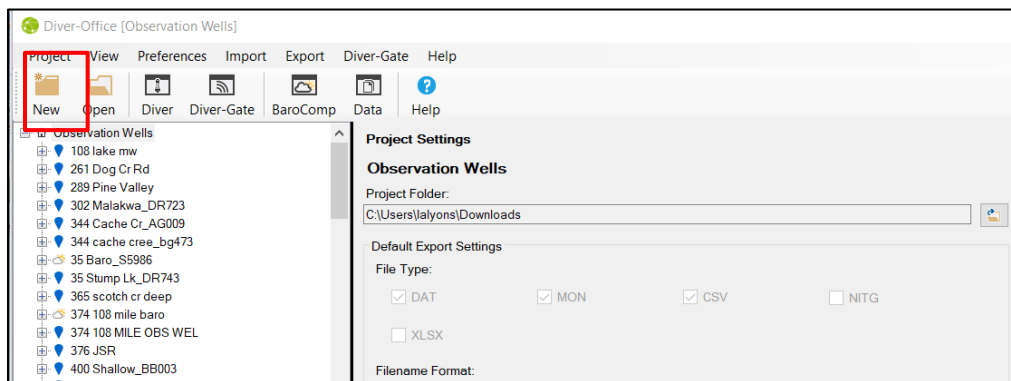 Diver-Office [Observation Wells]
Project View Preferences Import Export Diver-Gate Help
New Open Diver Diver-Gate BaroComp Data Help
Observation Wells
108 lake mw
261 Dog Cr Rd
289 Pine Valley
302 Malakwa_DR723
344 Cache Cr_AG009
344 cache cree_bg473
35 Baro_S5986
35 Stump Lk_DR743
365 scotch cr deep
374 108 mile baro
374 108 MILE OBS WEL
376 JSR
400 Shallow_BB003
Project Settings
Observation Wells
Project Folder:
C:\Users\lalyons\Downloads
Default Export Settings
File Type:
DAT MON CSV NITG
XLSX
Filename Format: